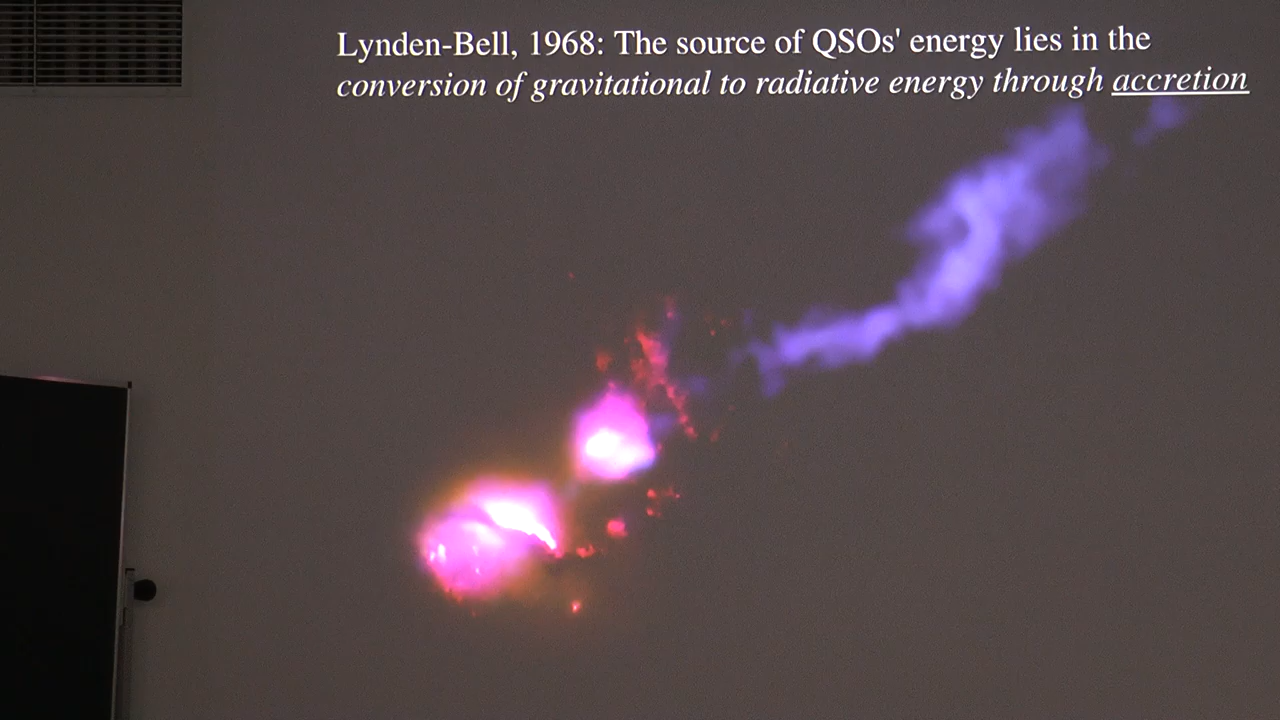 Lynden-Bell, 1968: The source of QSOs' energy lies in the
conversion of gravitational to radiative energy through accretion